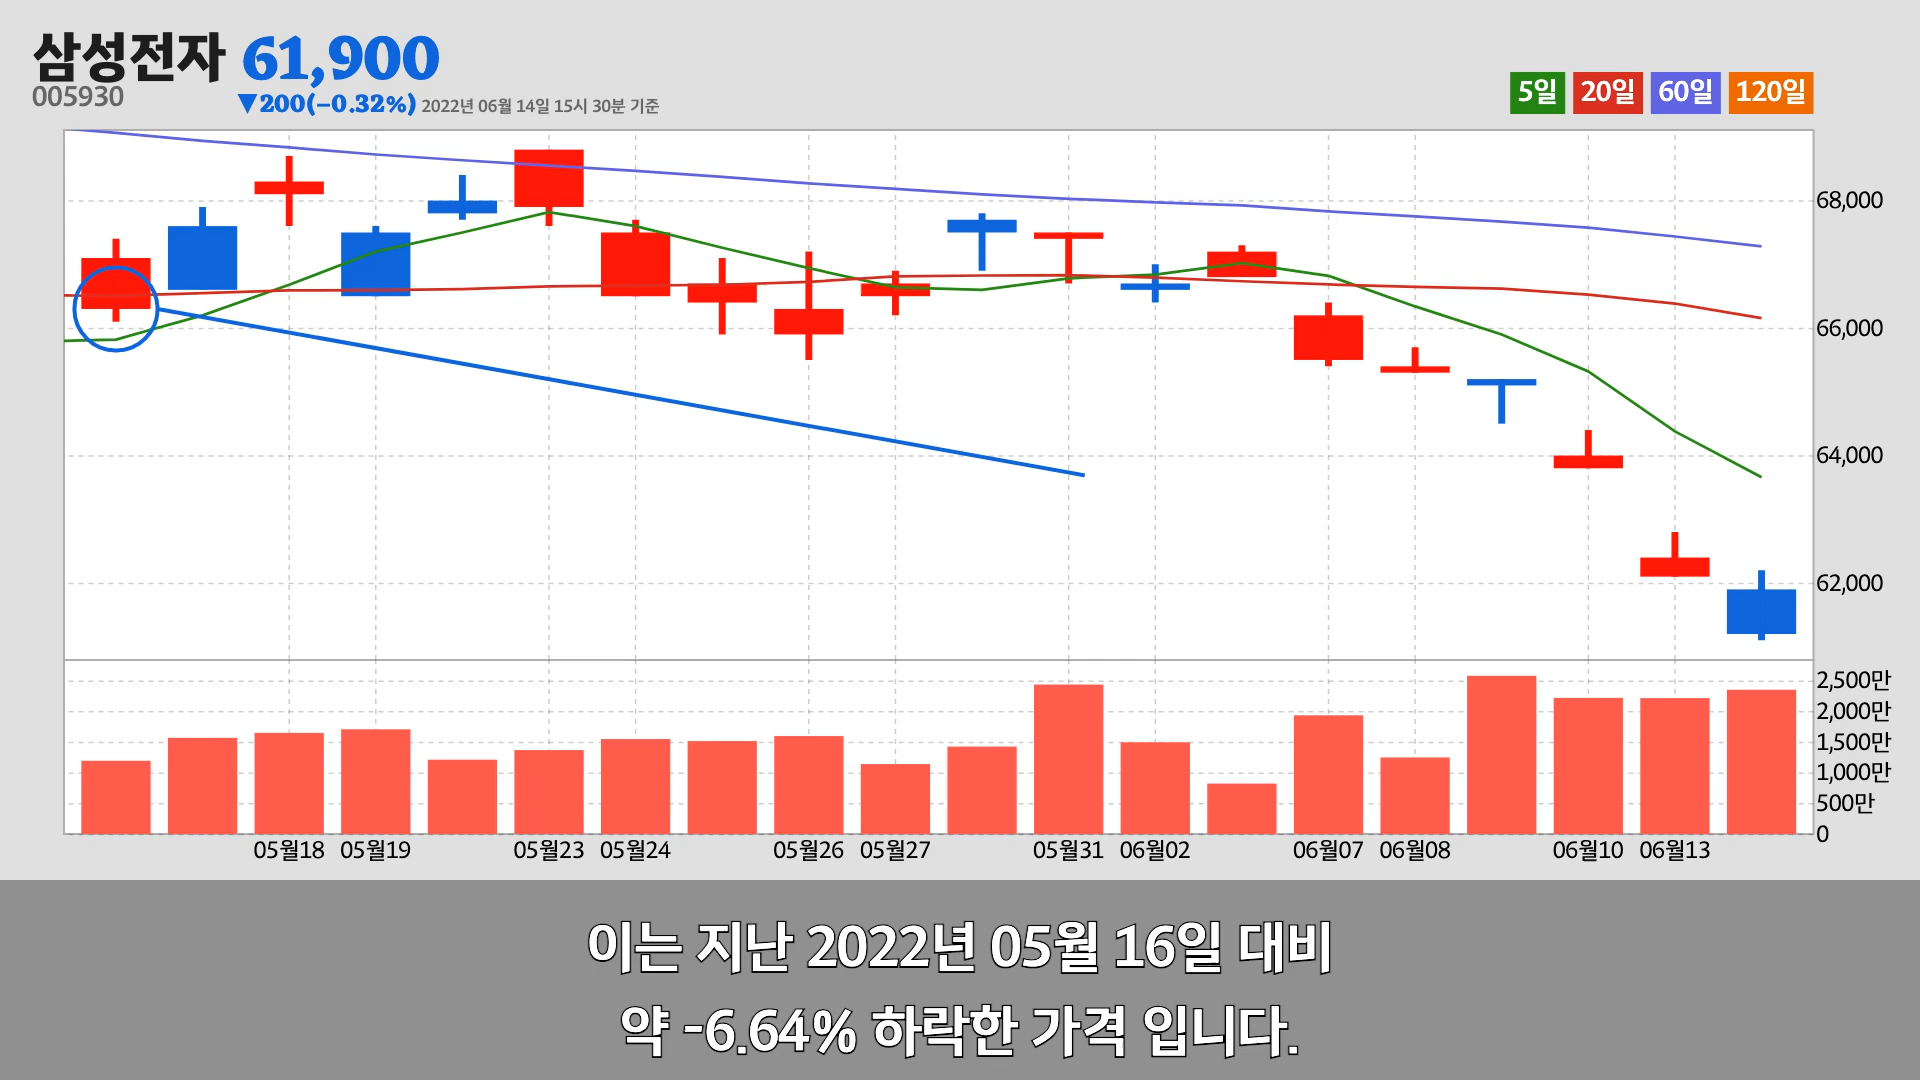 삼성전자 61,900
005930
▼200(-0.32%) 2022년 06월 14일 15시 30분 기준
5일 20일 60일 120일
68,000
66,000
64,000
62,000
2,500만
2,000만
1,500만
1,000만
500만
0
05월18 05월19 05월23 05월24 05월26 05월27 05월31 06월02 06월07 06월08 06월10 06월13
이는 지난 2022년 05월 16일 대비
약 -6.64% 하락한 가격 입니다.